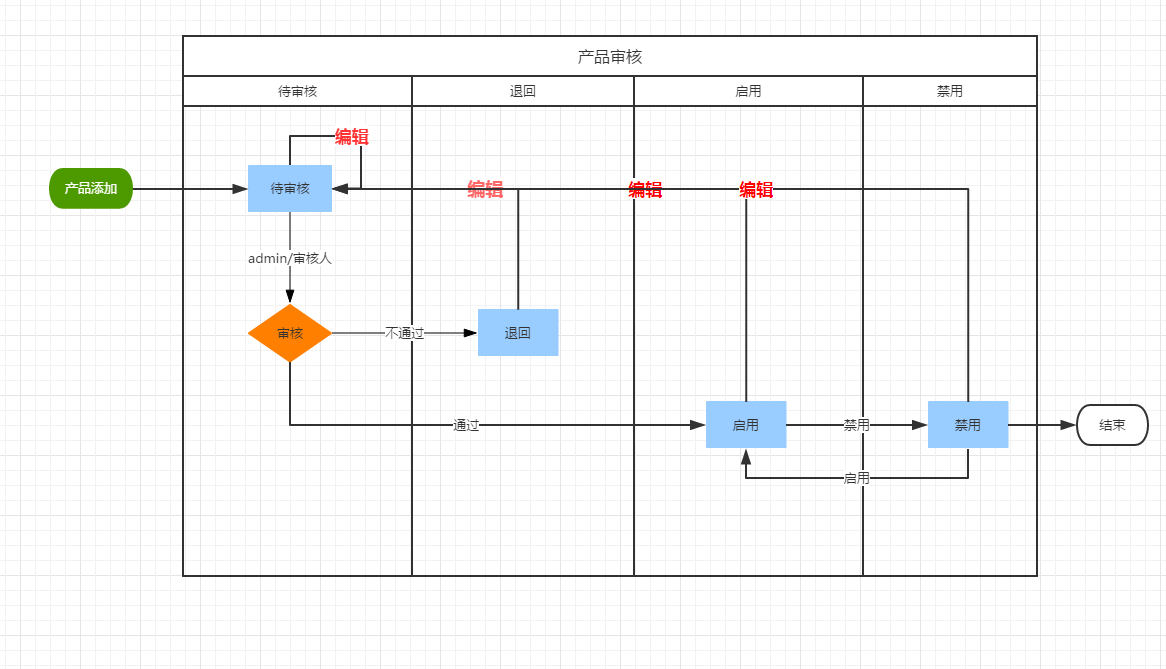 产品审核
待审核
退回
启用
禁用
编辑
产品添加
待审核
编辑
编辑
编辑
admin/审核人
审核
不通过
退回
通过
启用
禁用
禁用
结束
启用